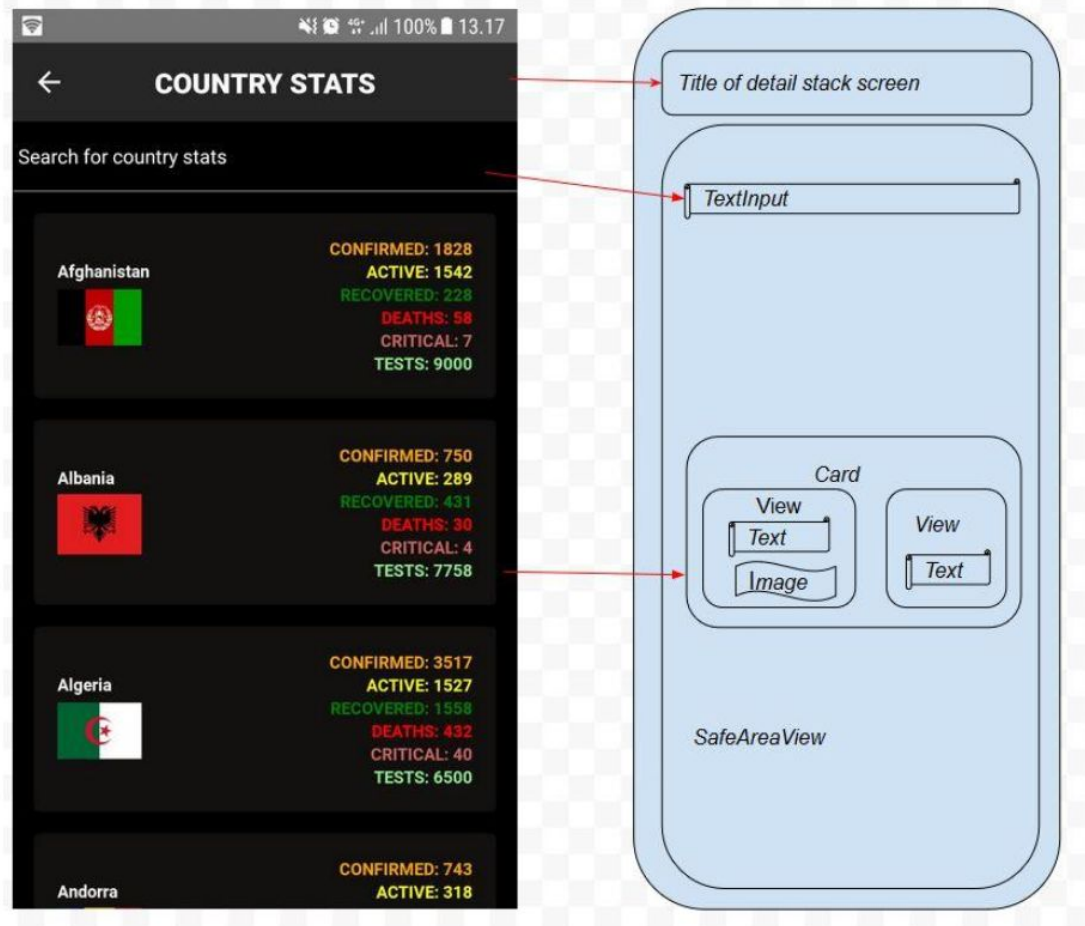 4G+ 100% 13.17
COUNTRY STATS
Search for country stats
Afghanistan
CONFIRMED: 1828
ACTIVE: 1542
RECOVERED: 228
DEATHS: 58
CRITICAL: 7
TESTS: 9000
Albania
CONFIRMED: 750
ACTIVE: 289
RECOVERED: 431
DEATHS: 30
CRITICAL: 4
TESTS: 7758
Algeria
CONFIRMED: 3517
ACTIVE: 1527
RECOVERED: 1558
DEATHS: 432
CRITICAL: 40
TESTS: 6500
Andorra
CONFIRMED: 743
ACTIVE: 318
Title of detail stack screen
TextInput
Card
View
Text
Image
View
Text
SafeAreaView